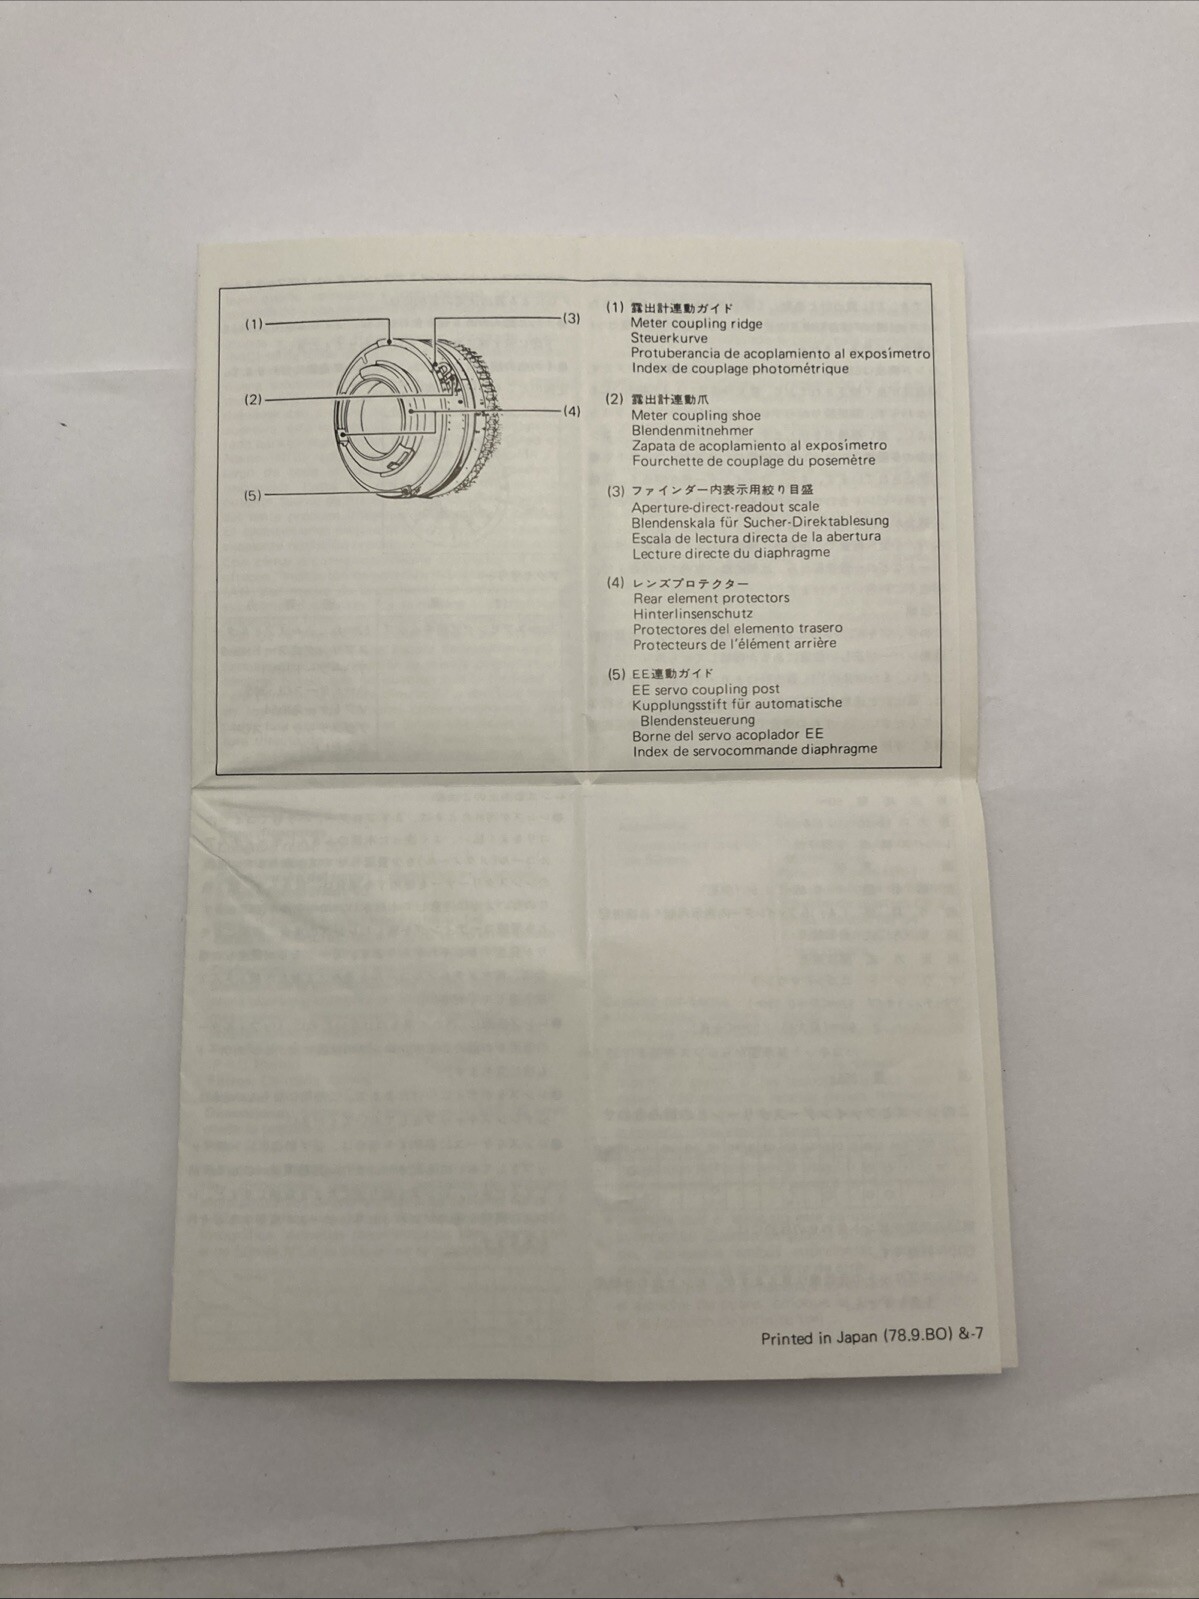 (1)
(2)
(3)
(4)
(5)
(1) 露出計連動ガイド
Meter coupling ridge
Steuerkurve
Protuberancia de acoplamiento al exposímetro
Index de couplage photométrique
(2) 露出計連動爪
Meter coupling shoe
Blendenmitnehmer
Zapata de acoplamiento al exposímetro
Fourchette de couplage du posemètre
(3) ファインダー内表示用絞り目盛
Aperture-direct-readout scale
Blendenskala für Sucher-Direktablesung
Escala de lectura directa de la abertura
Lecture directe du diaphragme
(4) レンズプロテクター
Rear element protectors
Hinterlinsenschutz
Protectores del elemento trasero
Protecteurs de l'élément arrière
(5) EE連動ガイド
EE servo coupling post
Kupplungsstift für automatische
Blendensteuerung
Borne del servo acoplador EE
Index de servocommande diaphragme
Printed in Japan (78.9.BO) &-7